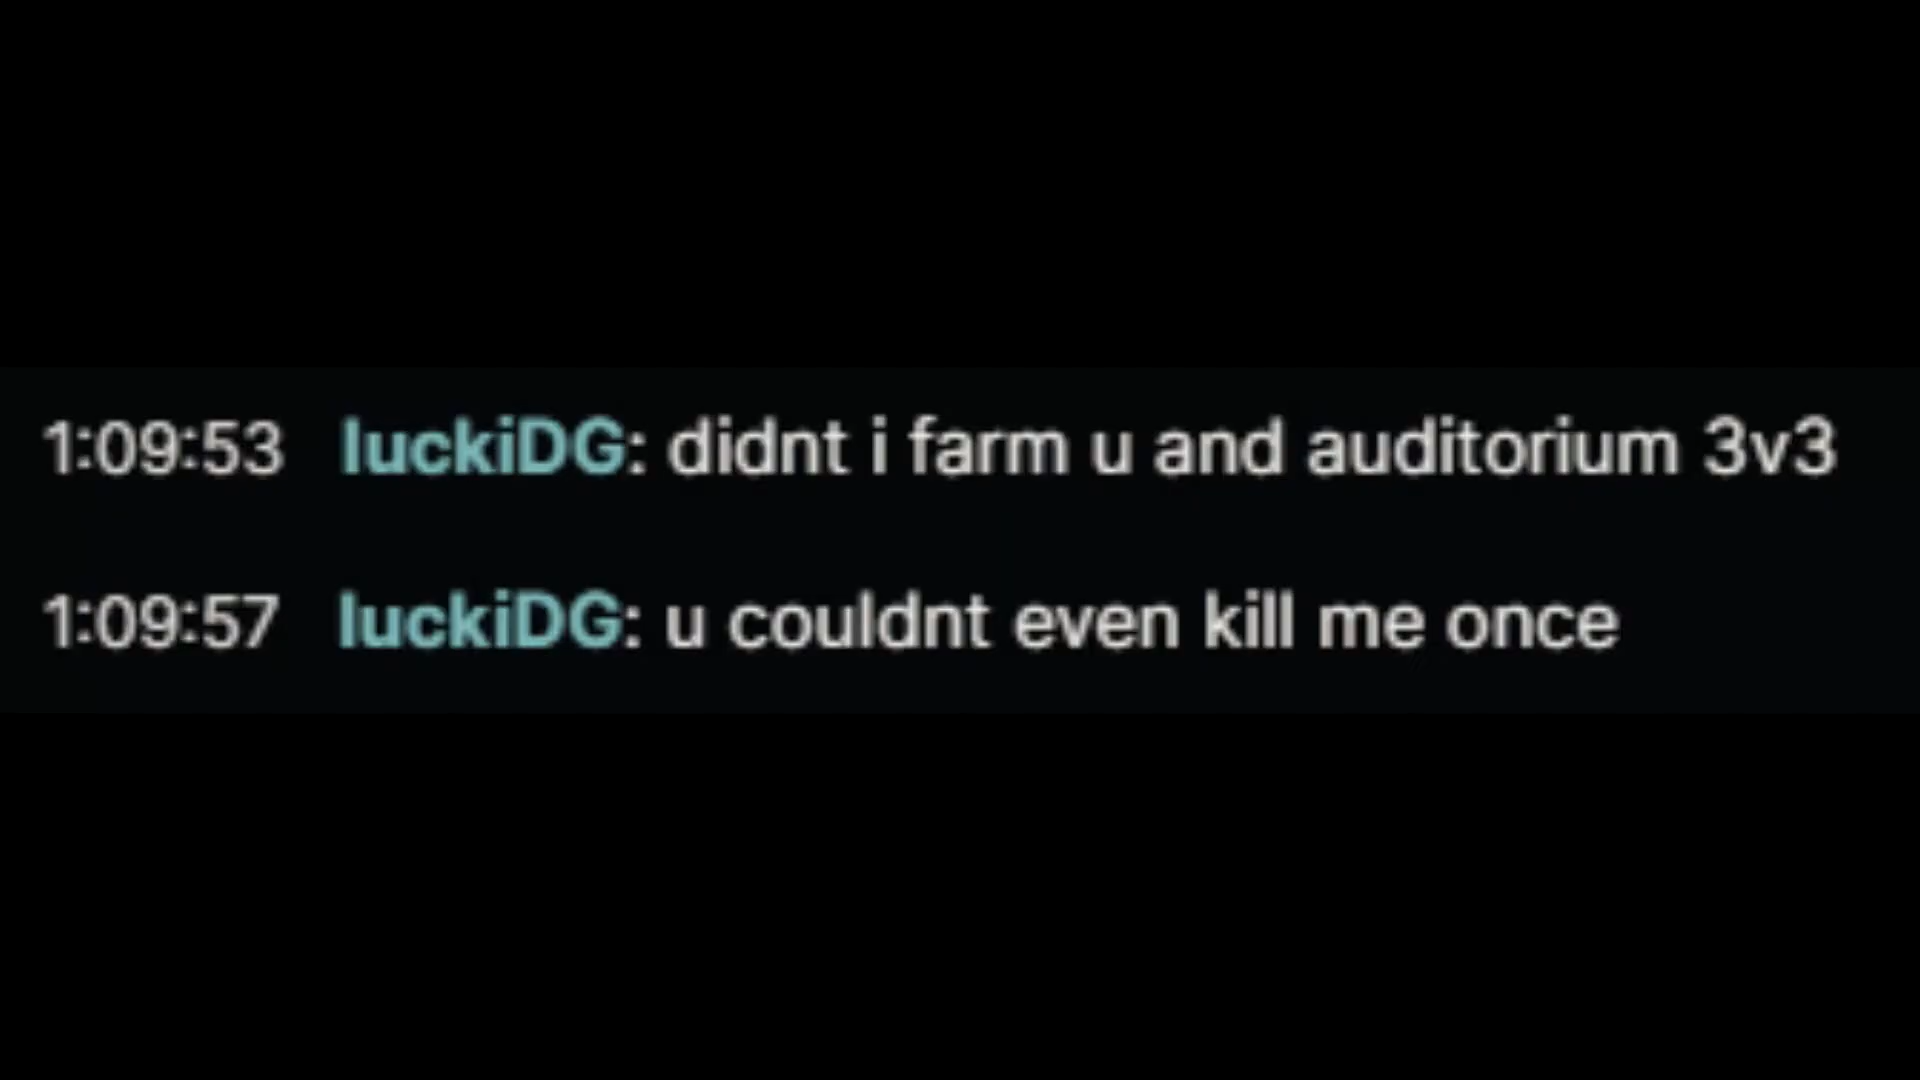 1:09:53 luckiDG: didnt i farm u and auditorium 3v3
1:09:57 luckiDG: u couldnt even kill me once